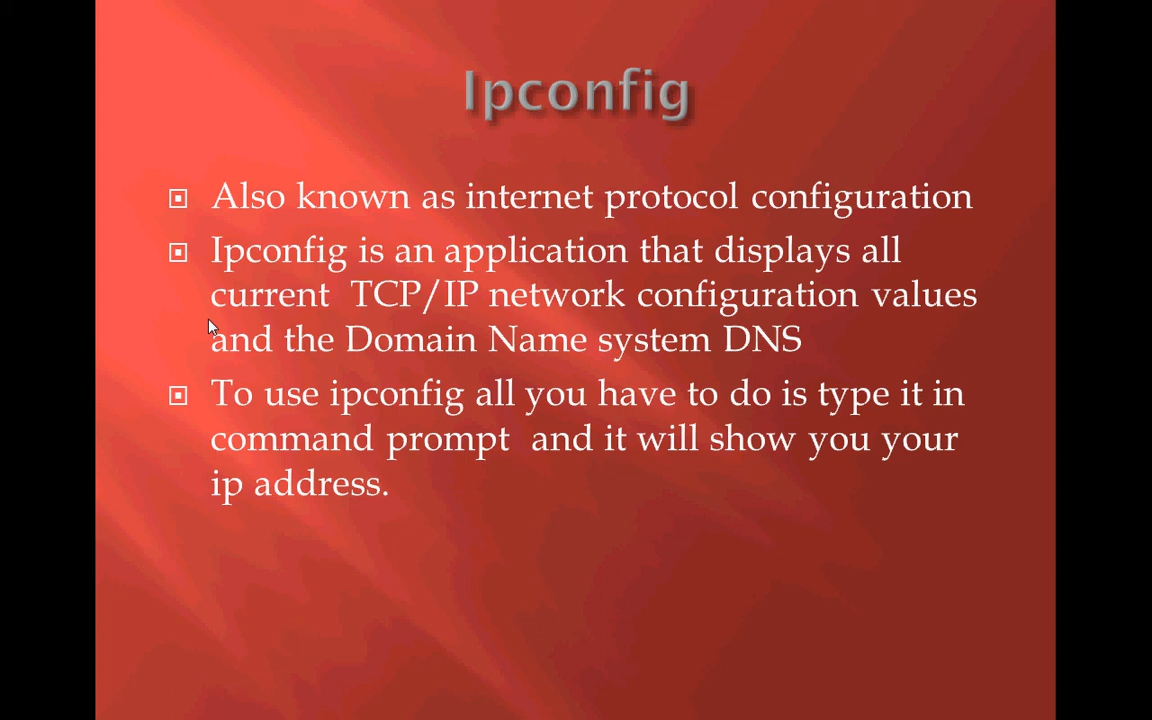 Ipconfig
Also known as internet protocol configuration
Ipconfig is an application that displays all
current  TCP/IP network configuration values
and the Domain Name system DNS
To use ipconfig all you have to do is type it in
command prompt  and it will show you your
ip address.